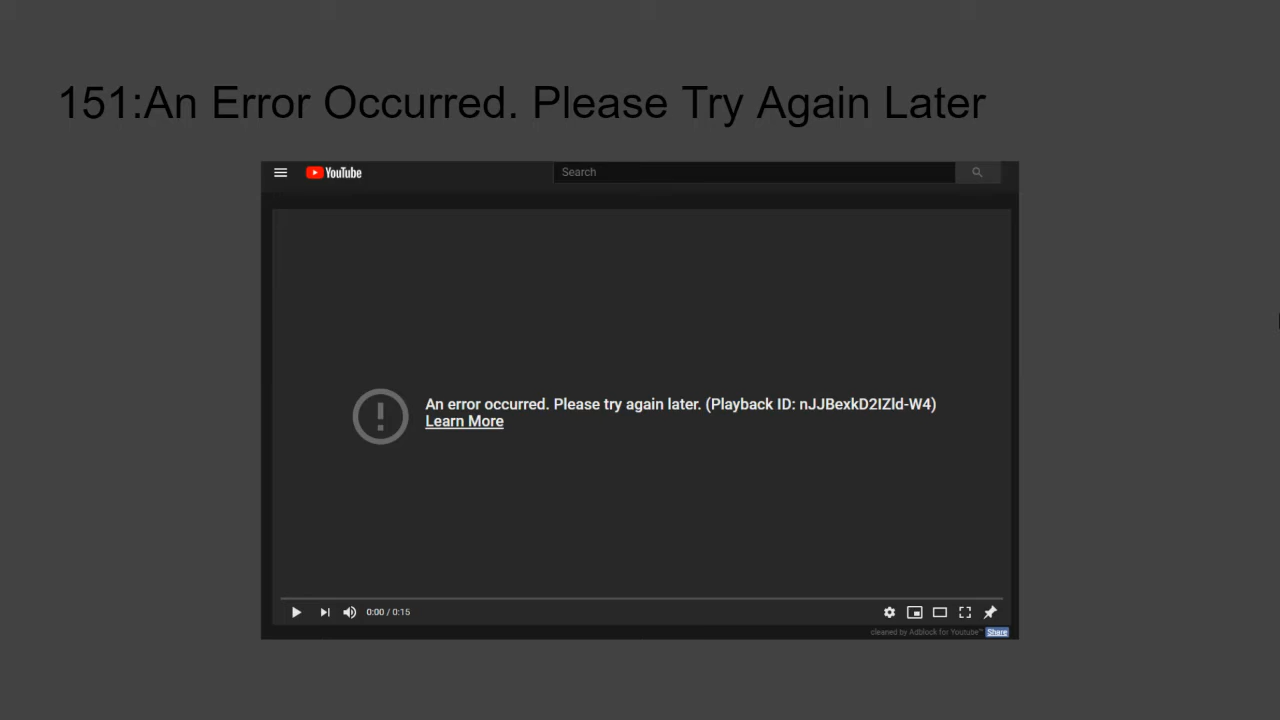 151:An Error Occurred. Please Try Again Later
YouTube
Search
An error occurred. Please try again later. (Playback ID: nJJBexkD2IZld-W4)
Learn More
0:00 / 0:15
cleaned by Adblock for Youtube™ Share